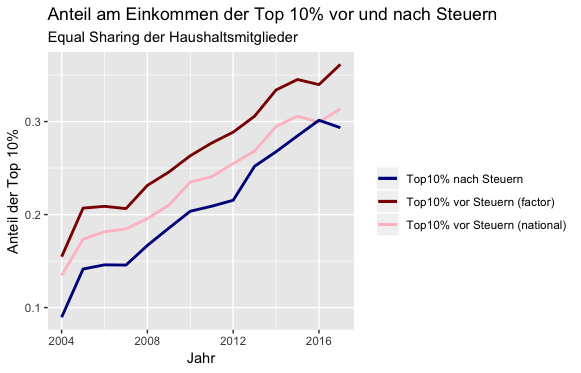 Anteil am Einkommen der Top 10% vor und nach Steuern
Equal Sharing der Haushaltsmitglieder
Anteil der Top 10%
0.3
0.2
0.1
2004
2008
2012
2016
Jahr
Top10% nach Steuern
Top10% vor Steuern (factor)
Top10% vor Steuern (national)